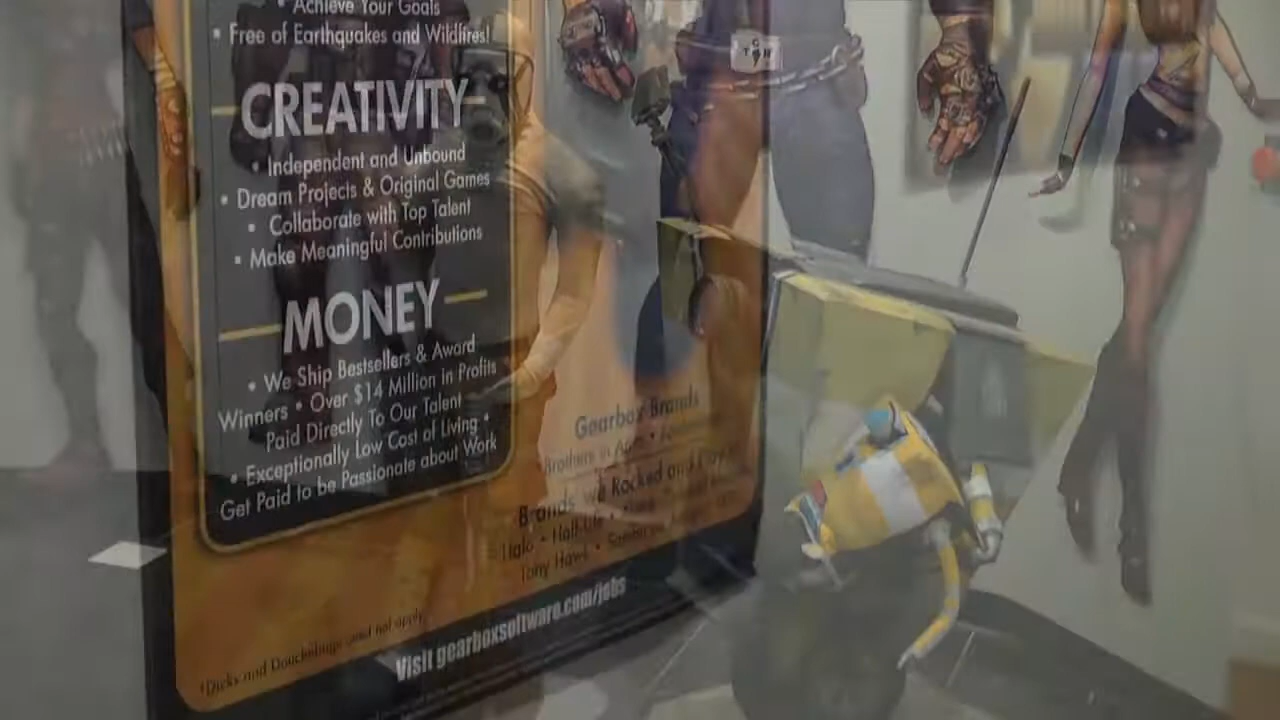 • Achieve Your Goals
• Free of Earthquakes and Wildfires!
CREATIVITY
• Independent and Unbound
• Dream Projects & Original Games
• Collaborate with Top Talent
• Make Meaningful Contributions
MONEY
• We Ship Bestsellers & Award
Winners • Over $14 Million in Profits
Paid Directly To Our Talent
• Exceptionally Low Cost of Living •
Get Paid to be Passionate about Work
Gearbox Brands
Brothers in Arms •
Brands we Rocked and
Halo • Half-Life •
Tony Hawk •
*Dicks and Douchebags need not apply.
Visit gearboxsoftware.com/jobs